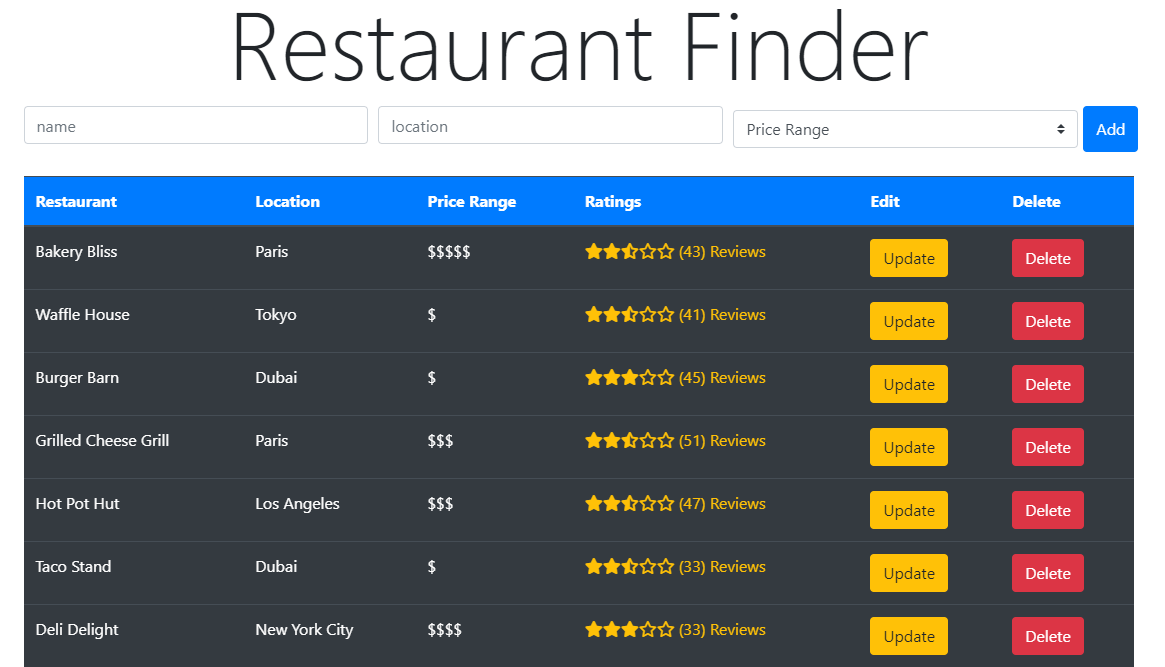 Restaurant Finder
name location Price Range Add
Restaurant Location Price Range Ratings Edit Delete
Bakery Bliss Paris $$$$$ (43) Reviews Update Delete
Waffle House Tokyo $ (41) Reviews Update Delete
Burger Barn Dubai $ (45) Reviews Update Delete
Grilled Cheese Grill Paris $$$ (51) Reviews Update Delete
Hot Pot Hut Los Angeles $$$ (47) Reviews Update Delete
Taco Stand Dubai $ (33) Reviews Update Delete
Deli Delight New York City $$$$ (33) Reviews Update Delete